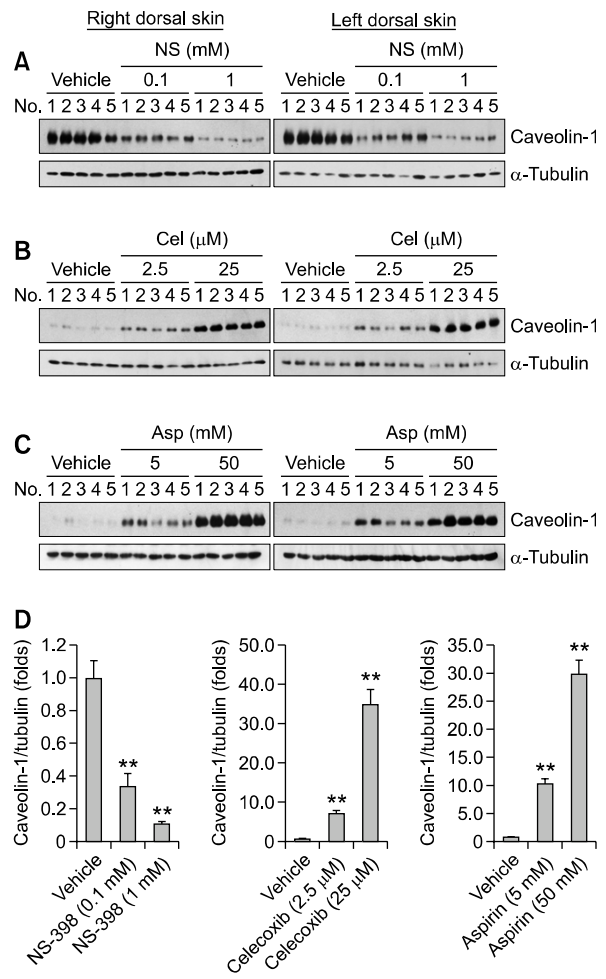 Right dorsal skin Left dorsal skin
A
NS (mM) NS (mM)
Vehicle 0.1 1 Vehicle 0.1 1
No. 1 2 3 4 5 1 2 3 4 5 1 2 3 4 5 1 2 3 4 5 1 2 3 4 5 1 2 3 4 5
Caveolin-1
α-Tubulin
B
Cel (μM) Cel (μM)
Vehicle 2.5 25 Vehicle 2.5 25
No. 1 2 3 4 5 1 2 3 4 5 1 2 3 4 5 1 2 3 4 5 1 2 3 4 5 1 2 3 4 5
Caveolin-1
α-Tubulin
C
Asp (mM) Asp (mM)
Vehicle 5 50 Vehicle 5 50
No. 1 2 3 4 5 1 2 3 4 5 1 2 3 4 5 1 2 3 4 5 1 2 3 4 5 1 2 3 4 5
Caveolin-1
α-Tubulin
D
Caveolin-1/tubulin (folds)
1.2
1.0
0.8
0.6
0.4
0.2
0
**
**
Vehicle
NS-398 (0.1 mM)
NS-398 (1 mM)
Caveolin-1/tubulin (folds)
50.0
40.0
30.0
20.0
10.0
0
**
**
Vehicle
Celecoxib (2.5 μM)
Celecoxib (25 μM)
Caveolin-1/tubulin (folds)
35.0
30.0
25.0
20.0
15.0
10.0
5.0
0
**
**
Vehicle
Aspirin (5 mM)
Aspirin (50 mM)